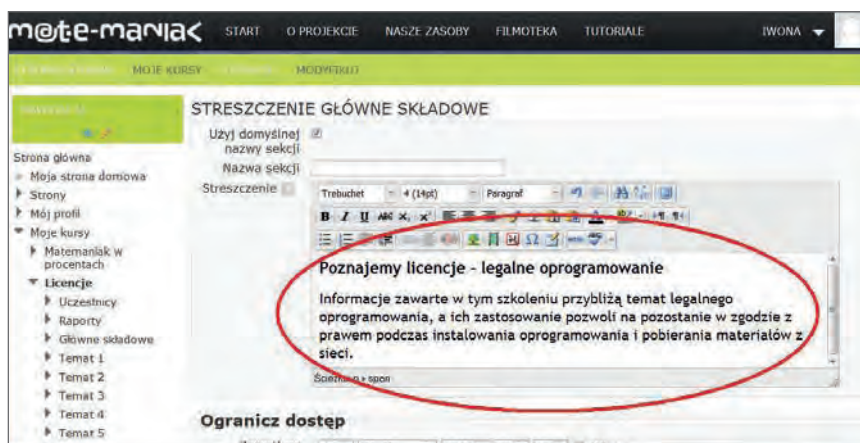 m@te-maniak START O PROJEKCIE NASZE ZASOBY FILMOTEKA TUTORIALE IWONA
MOJE KURSY MODYFIKUJ
STRESZCZENIE GŁÓWNE SKŁADOWE
Użyj domyślnej
nazwy sekcji
Nazwa sekcji
Streszczenie
Trebuchet 4 (14pt) Paragraf
B I U ABC
Strona główna
Moja strona domowa
Strony
Mój profil
Moje kursy
Matemaniak w
procentach
Licencje
Uczestnicy
Raporty
Główne składowe
Temat 1
Temat 2
Temat 3
Temat 4
Temat 5
Poznajemy licencje - legalne oprogramowanie
Informacje zawarte w tym szkoleniu przybliżą temat legalnego
oprogramowania, a ich zastosowanie pozwoli na pozostanie w zgodzie z
prawem podczas instalowania oprogramowania i pobierania materiałów z
sieci.
Ścieżka: p » span
Ogranicz dostęp